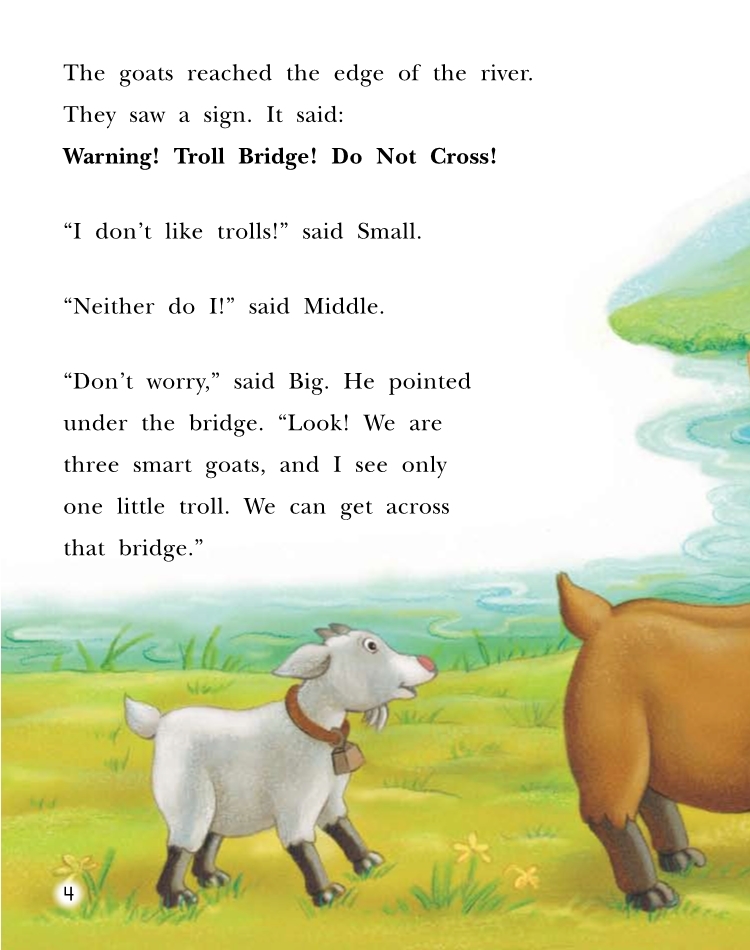 The goats reached the edge of the river.
They saw a sign. It said:
Warning! Troll Bridge! Do Not Cross!
“I don’t like trolls!” said Small.
“Neither do I!” said Middle.
“Don’t worry,” said Big. He pointed
under the bridge. “Look! We are
three smart goats, and I see only
one little troll. We can get across
that bridge.”
4